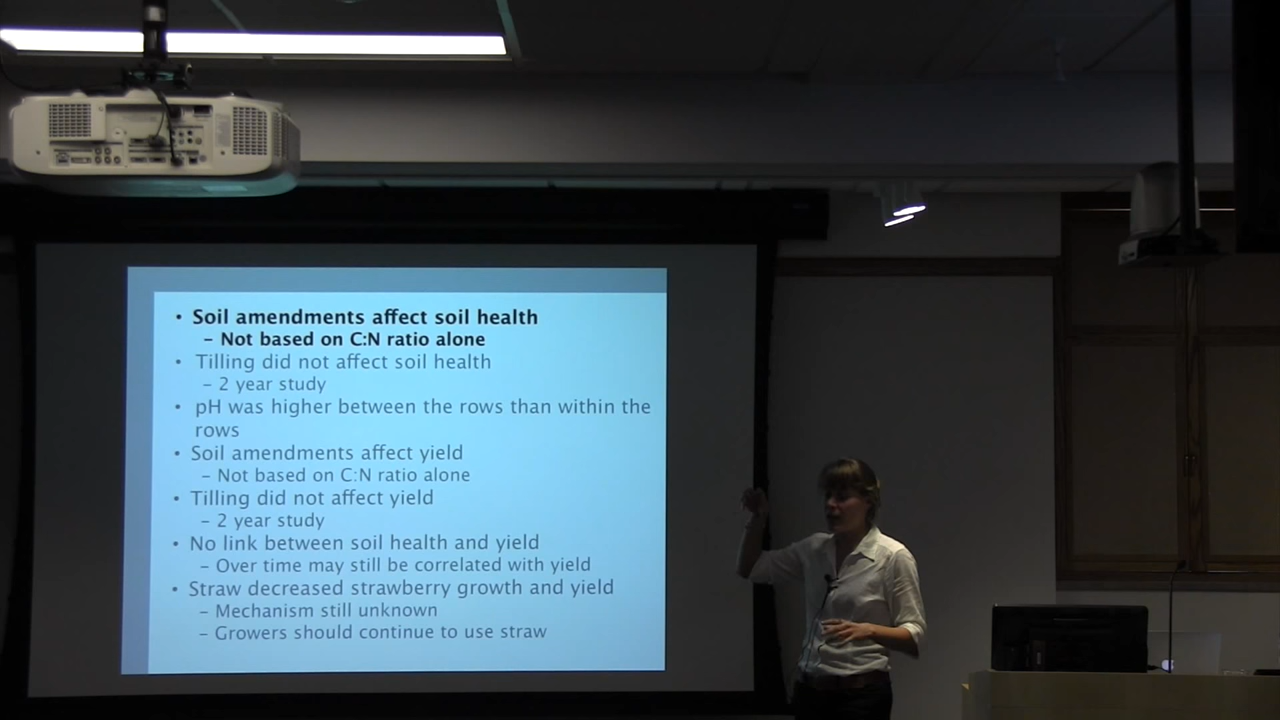 • Soil amendments affect soil health
– Not based on C:N ratio alone
• Tilling did not affect soil health
– 2 year study
• pH was higher between the rows than within the
rows
• Soil amendments affect yield
– Not based on C:N ratio alone
• Tilling did not affect yield
– 2 year study
• No link between soil health and yield
– Over time may still be correlated with yield
• Straw decreased strawberry growth and yield
– Mechanism still unknown
– Growers should continue to use straw